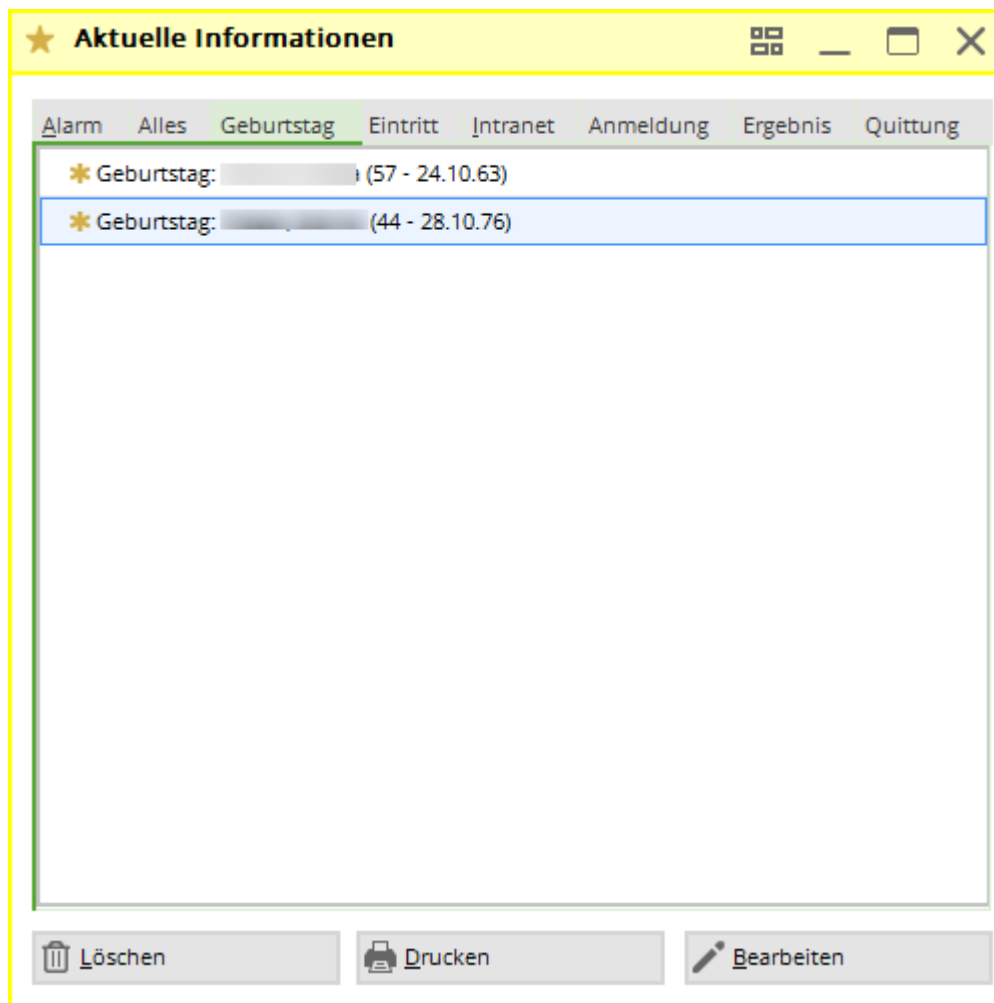 Aktuelle Informationen
Alarm Alles Geburtstag Eintritt Intranet Anmeldung Ergebnis Quittung
Geburtstag: (57 - 24.10.63)
Geburtstag: (44 - 28.10.76)
Löschen Drucken Bearbeiten